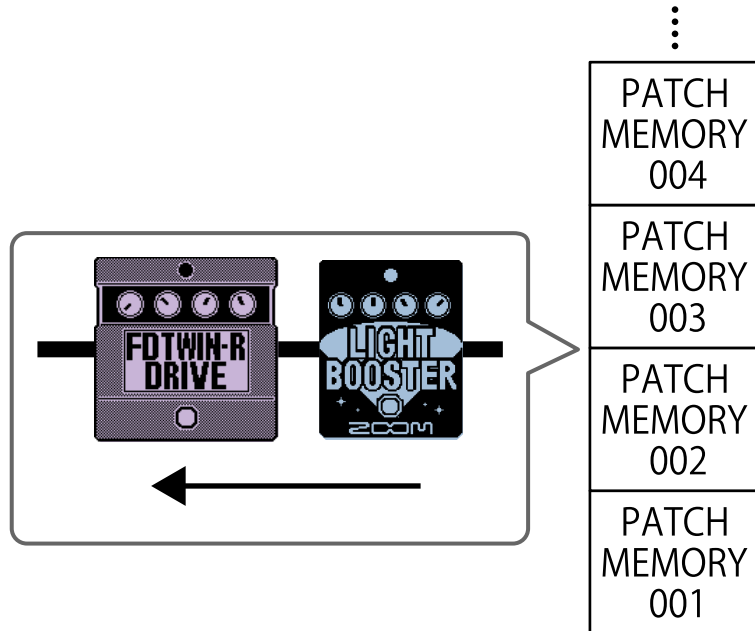 PATCH
MEMORY
004
PATCH
MEMORY
003
PATCH
MEMORY
002
PATCH
MEMORY
001
FDTWIN-R
DRIVE
LIGHT
BOOSTER
ZOOM